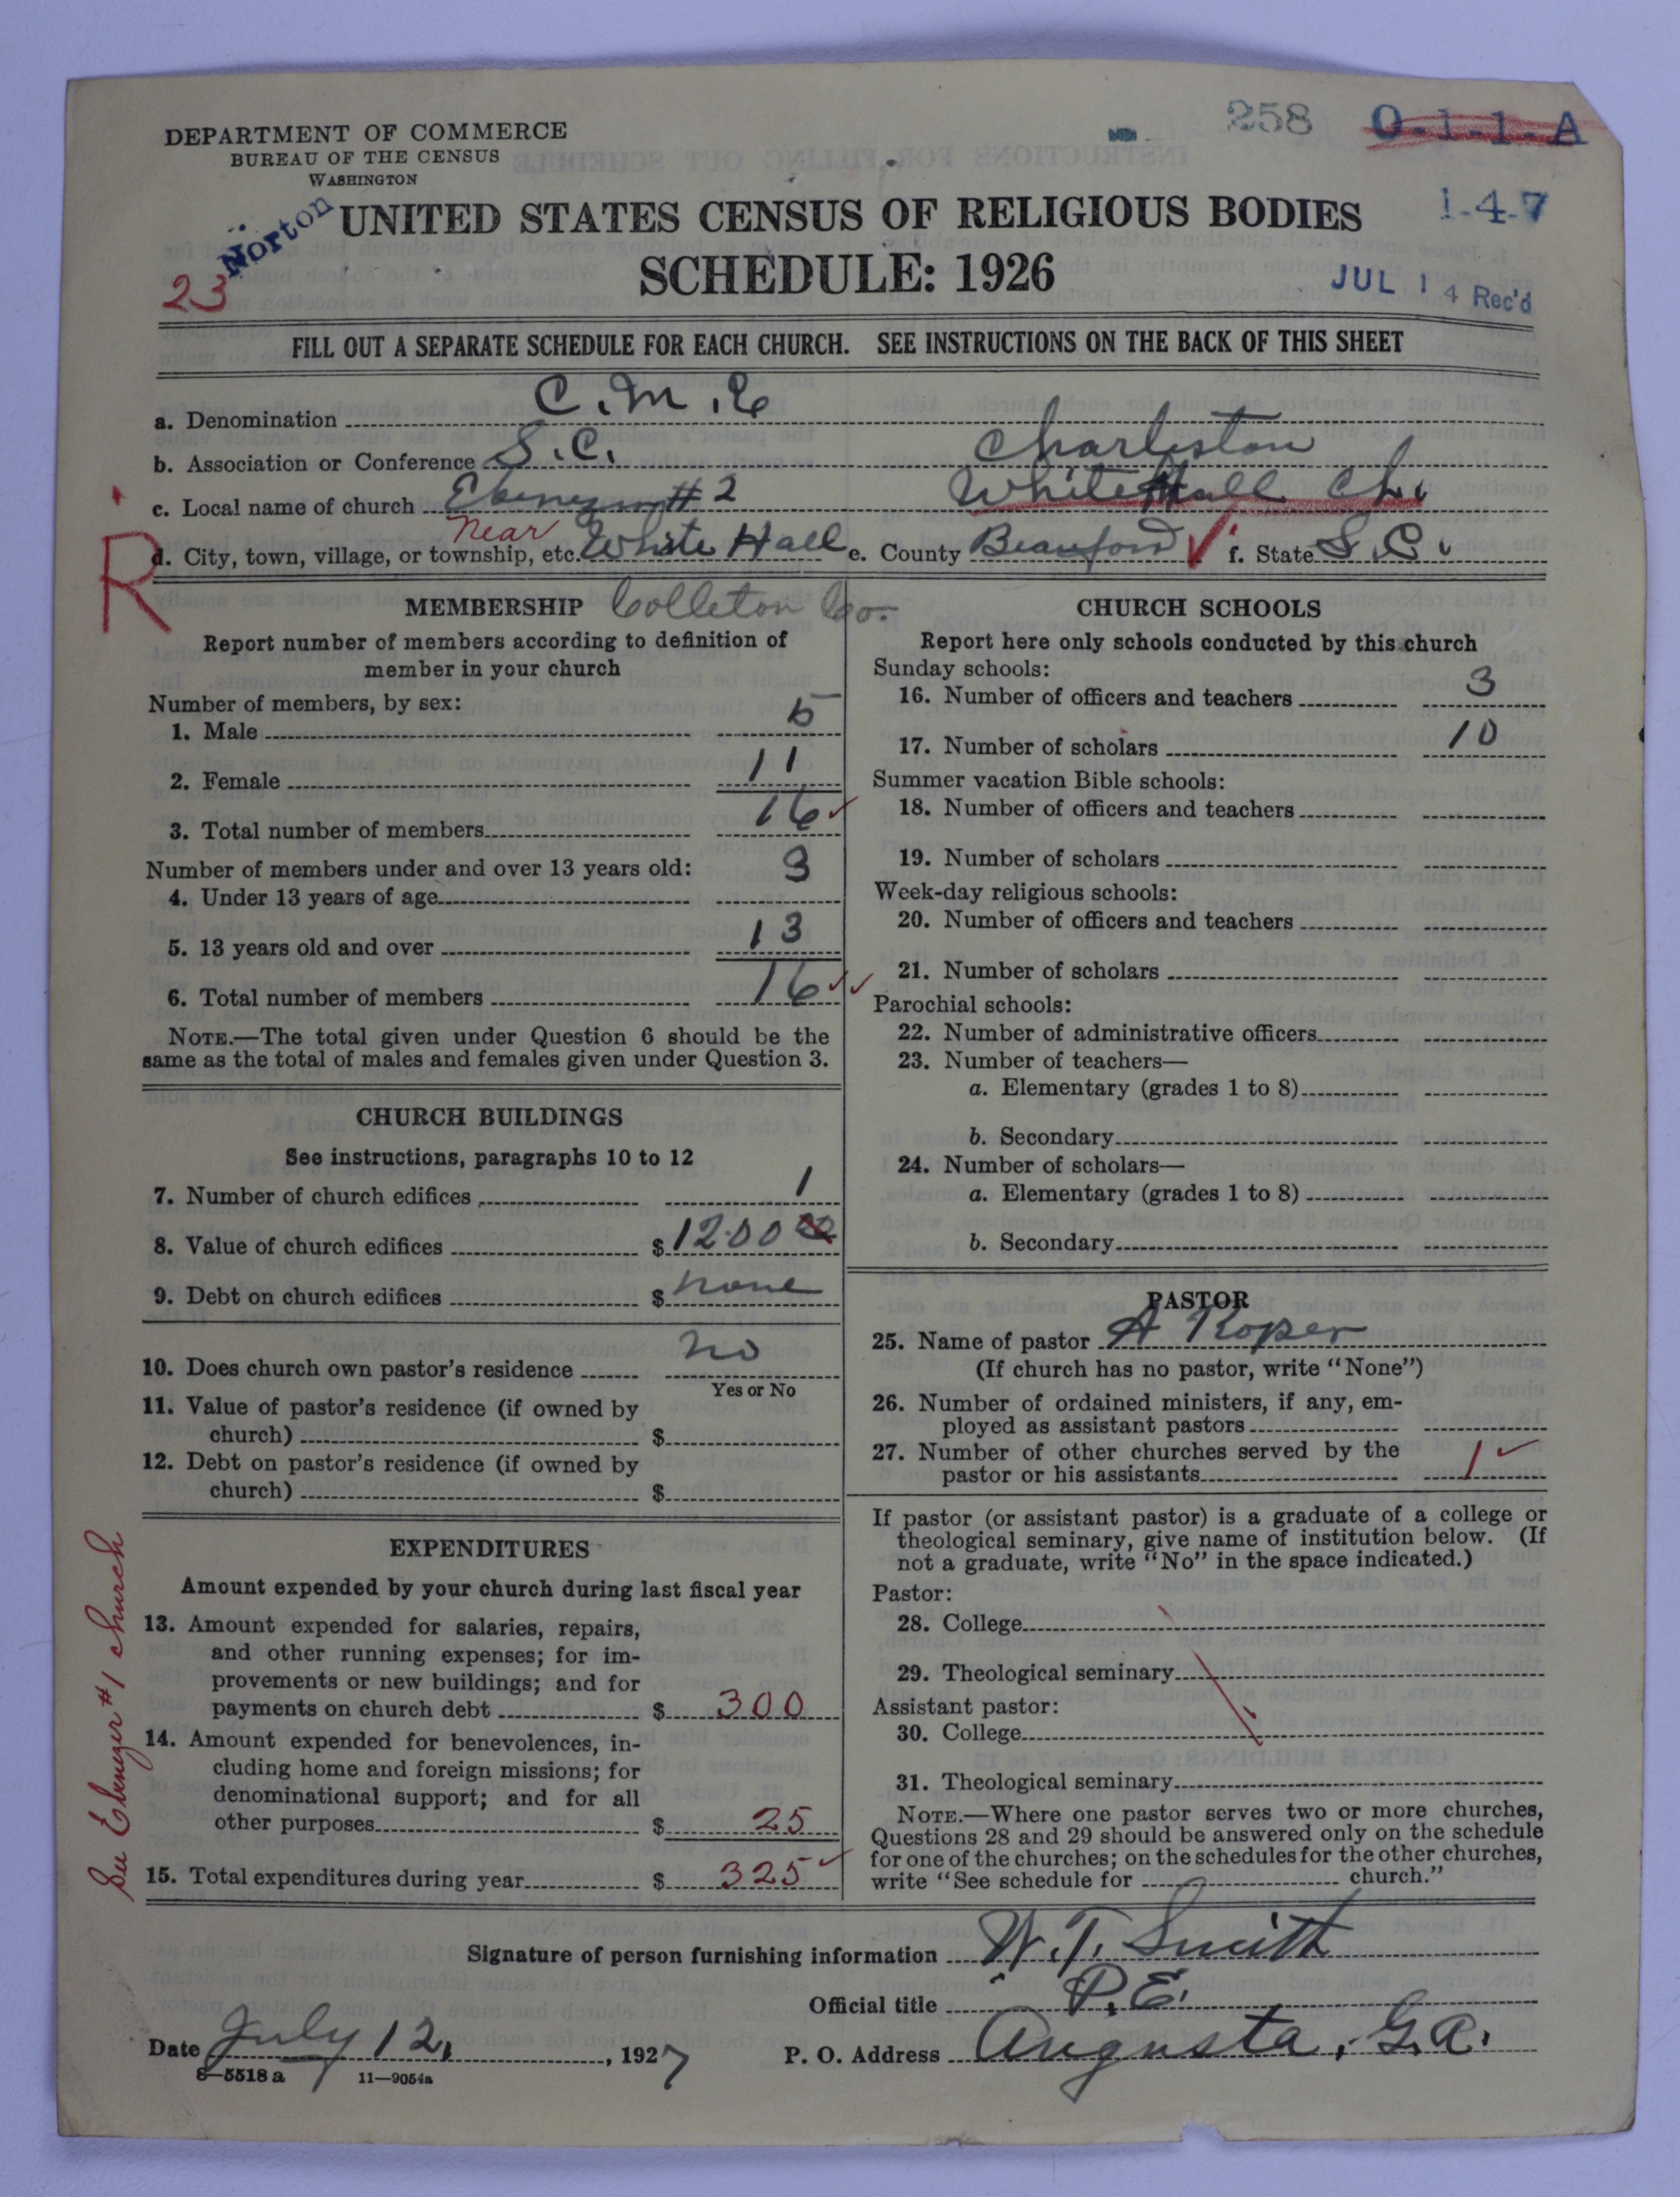 DEPARTMENT OF COMMERCE
BUREAU OF THE CENSUS
WASHINGTON
258 O-1-1-A
1-4-7
Norton
23
UNITED STATES CENSUS OF RELIGIOUS BODIES
SCHEDULE: 1926
JUL 14 Rec'd
FILL OUT A SEPARATE SCHEDULE FOR EACH CHURCH. SEE INSTRUCTIONS ON THE BACK OF THIS SHEET
a. Denomination C. M. E
b. Association or Conference S.C. Charleston
c. Local name of church Ebenezer #2 White Hall Ch.
R
near
d. City, town, village, or township, etc. White Hall e. County Beauford f. State S.C.
MEMBERSHIP Colleton Co.
Report number of members according to definition of
member in your church
Number of members, by sex:
1. Male 5
2. Female 11
3. Total number of members 16
Number of members under and over 13 years old:
4. Under 13 years of age 3
5. 13 years old and over 13
6. Total number of members 16
NOTE.—The total given under Question 6 should be the
same as the total of males and females given under Question 3.
CHURCH BUILDINGS
See instructions, paragraphs 10 to 12
7. Number of church edifices 1
8. Value of church edifices $ 1200 00
9. Debt on church edifices $ none
10. Does church own pastor's residence no
Yes or No
11. Value of pastor's residence (if owned by
church) $
12. Debt on pastor's residence (if owned by
church) $
EXPENDITURES
Amount expended by your church during last fiscal year
13. Amount expended for salaries, repairs,
and other running expenses; for im-
provements or new buildings; and for
payments on church debt $ 300
14. Amount expended for benevolences, in-
cluding home and foreign missions; for
denominational support; and for all
other purposes $ 25
15. Total expenditures during year $ 325
See Ebenezer #1 church
CHURCH SCHOOLS
Report here only schools conducted by this church
Sunday schools:
16. Number of officers and teachers 3
17. Number of scholars 10
Summer vacation Bible schools:
18. Number of officers and teachers
19. Number of scholars
Week-day religious schools:
20. Number of officers and teachers
21. Number of scholars
Parochial schools:
22. Number of administrative officers
23. Number of teachers—
a. Elementary (grades 1 to 8)
b. Secondary
24. Number of scholars—
a. Elementary (grades 1 to 8)
b. Secondary
PASTOR
25. Name of pastor A Roper
(If church has no pastor, write "None")
26. Number of ordained ministers, if any, em-
ployed as assistant pastors
27. Number of other churches served by the
pastor or his assistants 1
If pastor (or assistant pastor) is a graduate of a college or
theological seminary, give name of institution below. (If
not a graduate, write "No" in the space indicated.)
Pastor:
28. College
29. Theological seminary
Assistant pastor:
30. College
31. Theological seminary
NOTE.—Where one pastor serves two or more churches,
Questions 28 and 29 should be answered only on the schedule
for one of the churches; on the schedules for the other churches,
write "See schedule for church."
Signature of person furnishing information W. T. Smith
Official title P.E.
Date July 12, 1927 P. O. Address Augusta, Ga.
8—5518 a 11—9054a